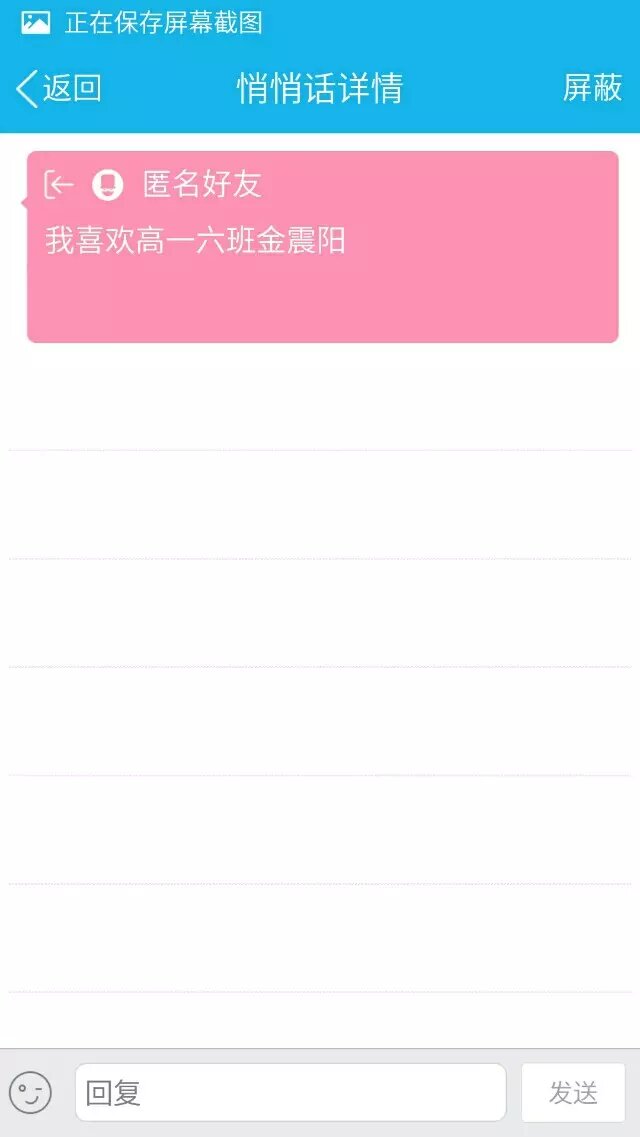 正在保存屏幕截图
返回 悄悄话详情 屏蔽
匿名好友
我喜欢高一六班金震阳
回复 发送